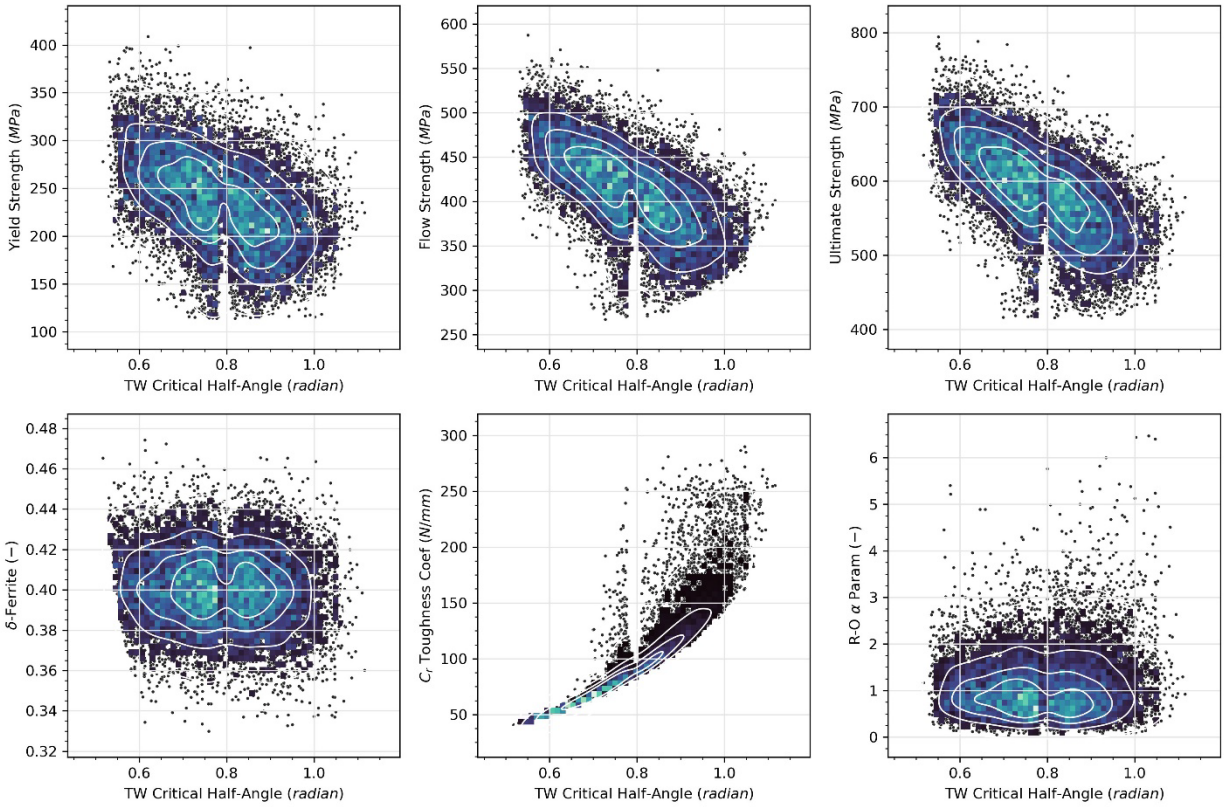 400
350
300
250
200
150
100
Yield Strength (MPa)
0.6 0.8 1.0
TW Critical Half-Angle (radian)
600
550
500
450
400
350
300
250
Flow Strength (MPa)
0.6 0.8 1.0
TW Critical Half-Angle (radian)
800
700
600
500
400
Ultimate Strength (MPa)
0.6 0.8 1.0
TW Critical Half-Angle (radian)
0.48
0.46
0.44
0.42
0.40
0.38
0.36
0.34
0.32
δ-Ferrite (−)
0.6 0.8 1.0
TW Critical Half-Angle (radian)
300
250
200
150
100
50
Cᵣ Toughness Coef (N/mm)
0.6 0.8 1.0
TW Critical Half-Angle (radian)
6
5
4
3
2
1
0
R-O α Param (−)
0.6 0.8 1.0
TW Critical Half-Angle (radian)